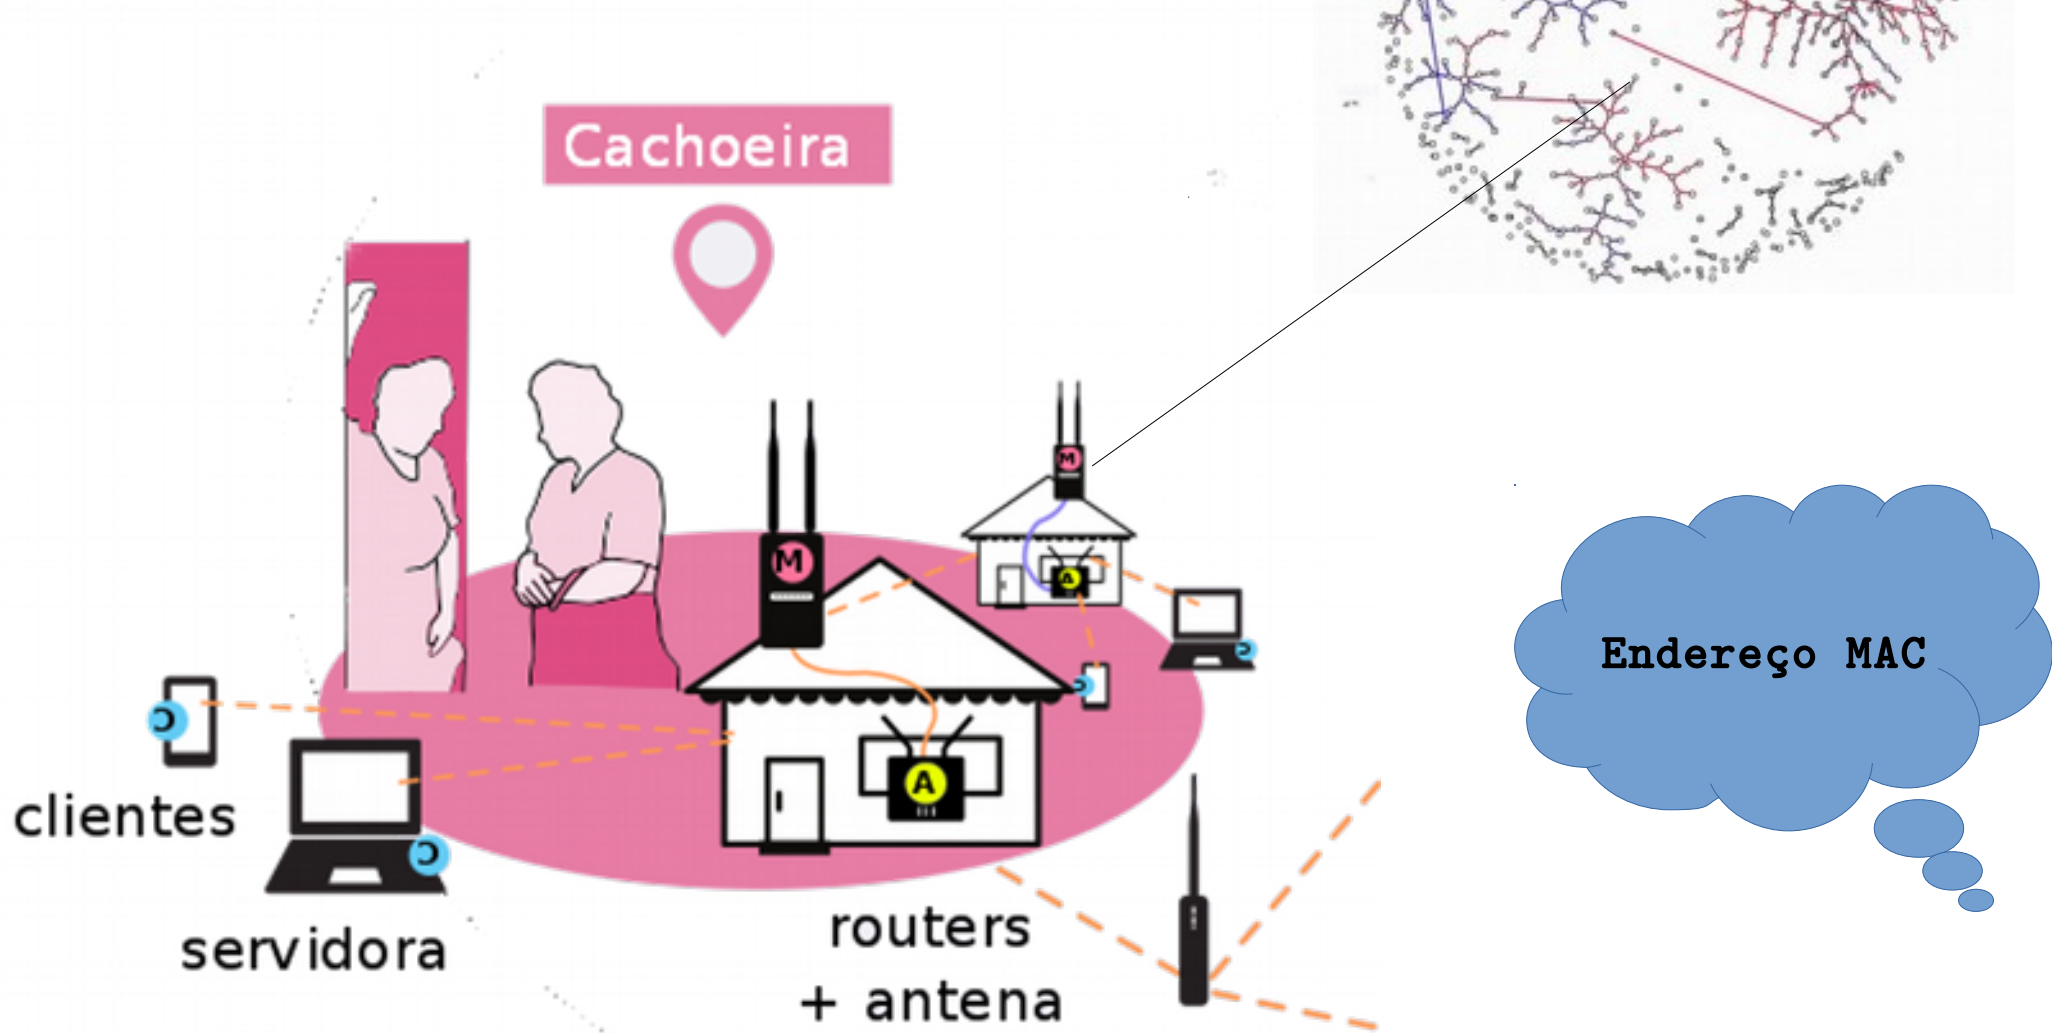 Cachoeira
M
M
A
A
clientes
servidora
routers
+ antena
Endereço MAC